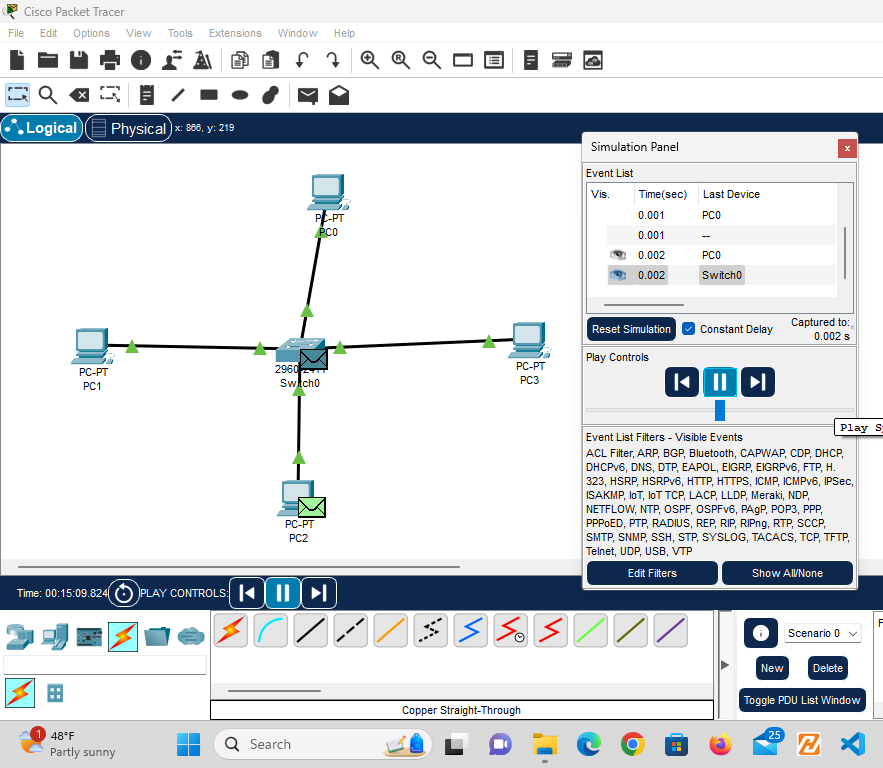 Cisco Packet Tracer
File Edit Options View Tools Extensions Window Help
Logical Physical x: 866, y: 219
Simulation Panel x
Event List
Vis. Time(sec) Last Device
0.001 PC0
0.001 --
0.002 PC0
0.002 Switch0
Reset Simulation Constant Delay Captured to:
0.002 s
Play Controls
Play
Event List Filters - Visible Events
ACL Filter, ARP, BGP, Bluetooth, CAPWAP, CDP, DHCP,
DHCPv6, DNS, DTP, EAPOL, EIGRP, EIGRPv6, FTP, H.
323, HSRP, HSRPv6, HTTP, HTTPS, ICMP, ICMPv6, IPSec,
ISAKMP, IoT, IoT TCP, LACP, LLDP, Meraki, NDP,
NETFLOW, NTP, OSPF, OSPFv6, PAgP, POP3, PPP,
PPPoED, PTP, RADIUS, REP, RIP, RIPng, RTP, SCCP,
SMTP, SNMP, SSH, STP, SYSLOG, TACACS, TCP, TFTP,
Telnet, UDP, USB, VTP
Edit Filters Show All/None
PC-PT
PC0
PC-PT
PC1
Switch0
PC-PT
PC3
PC-PT
PC2
Time: 00:15:09.824 PLAY CONTROLS:
Scenario 0
New Delete
Toggle PDU List Window
Copper Straight-Through
1
48°F
Partly sunny
Search
25